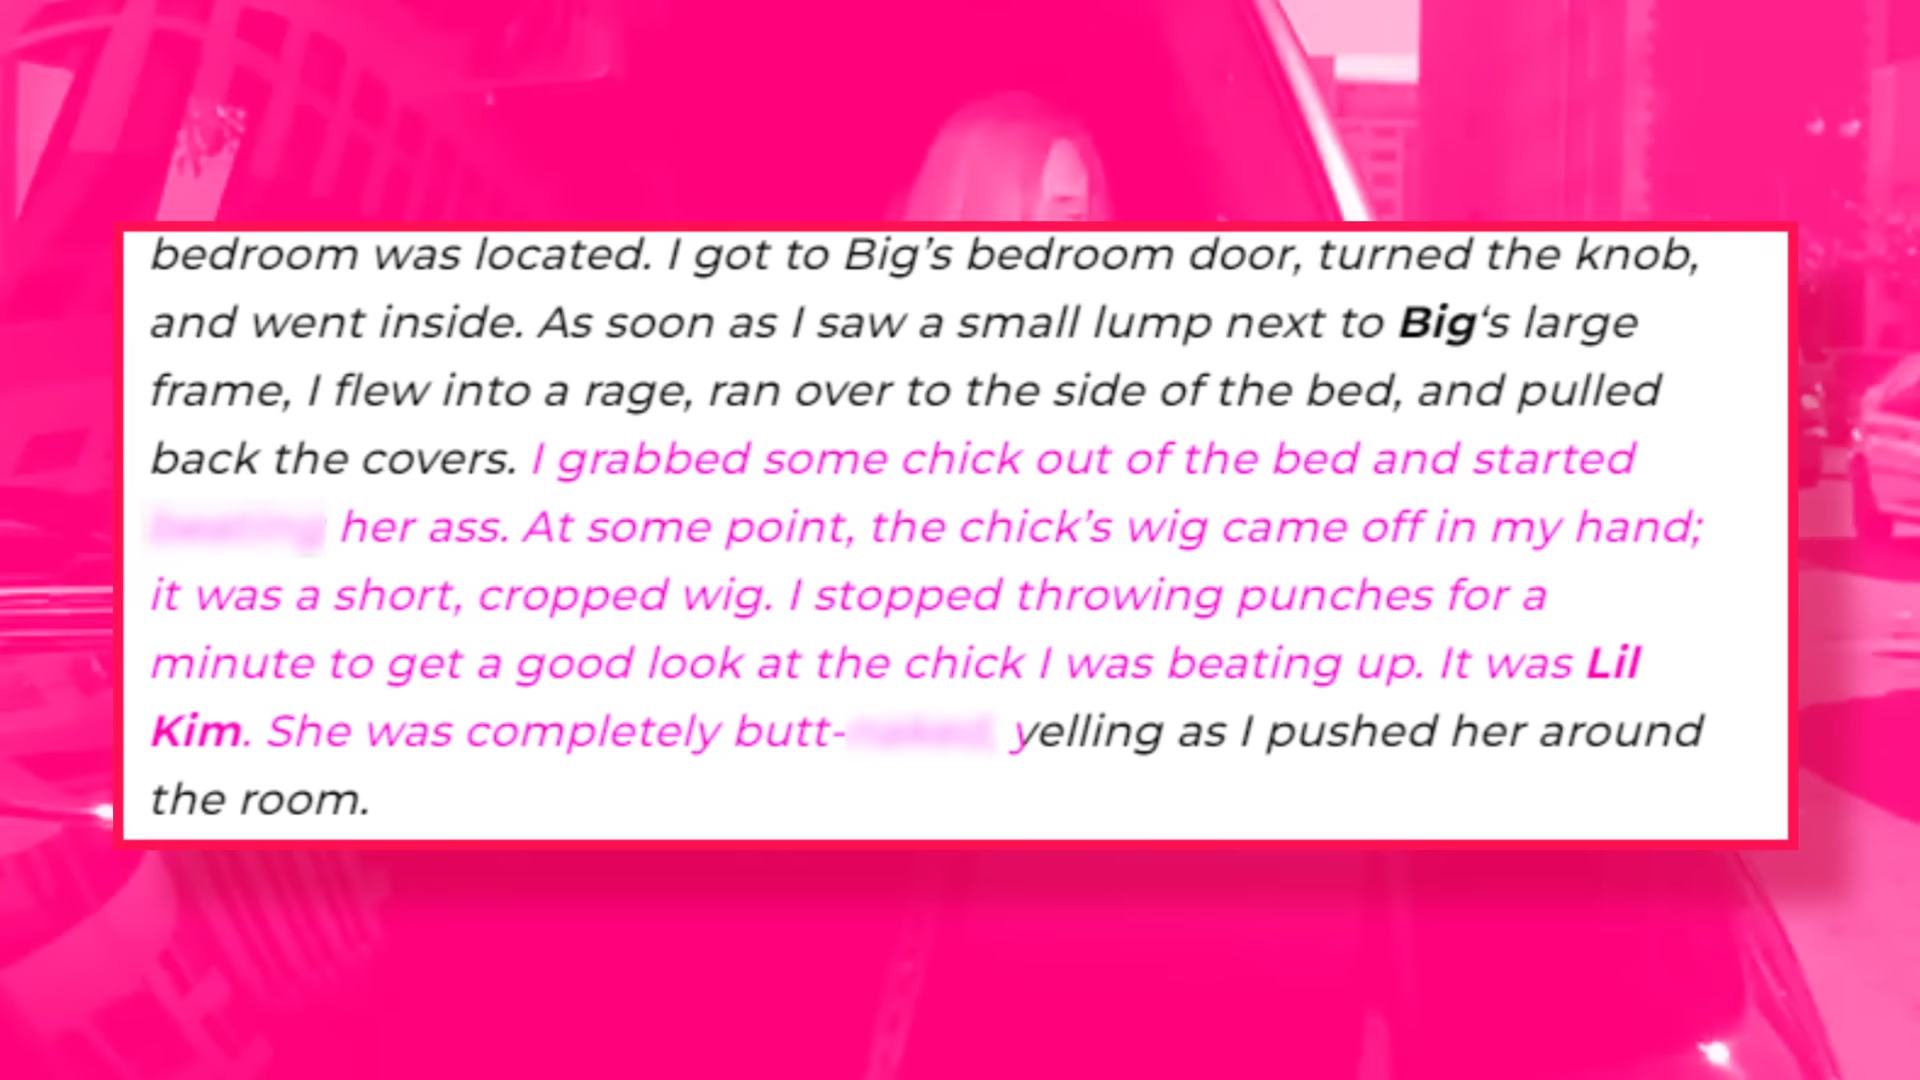 bedroom was located. I got to Big’s bedroom door, turned the knob,
and went inside. As soon as I saw a small lump next to Big‘s large
frame, I flew into a rage, ran over to the side of the bed, and pulled
back the covers. I grabbed some chick out of the bed and started
beating her ass. At some point, the chick’s wig came off in my hand;
it was a short, cropped wig. I stopped throwing punches for a
minute to get a good look at the chick I was beating up. It was Lil
Kim. She was completely butt-naked, yelling as I pushed her around
the room.